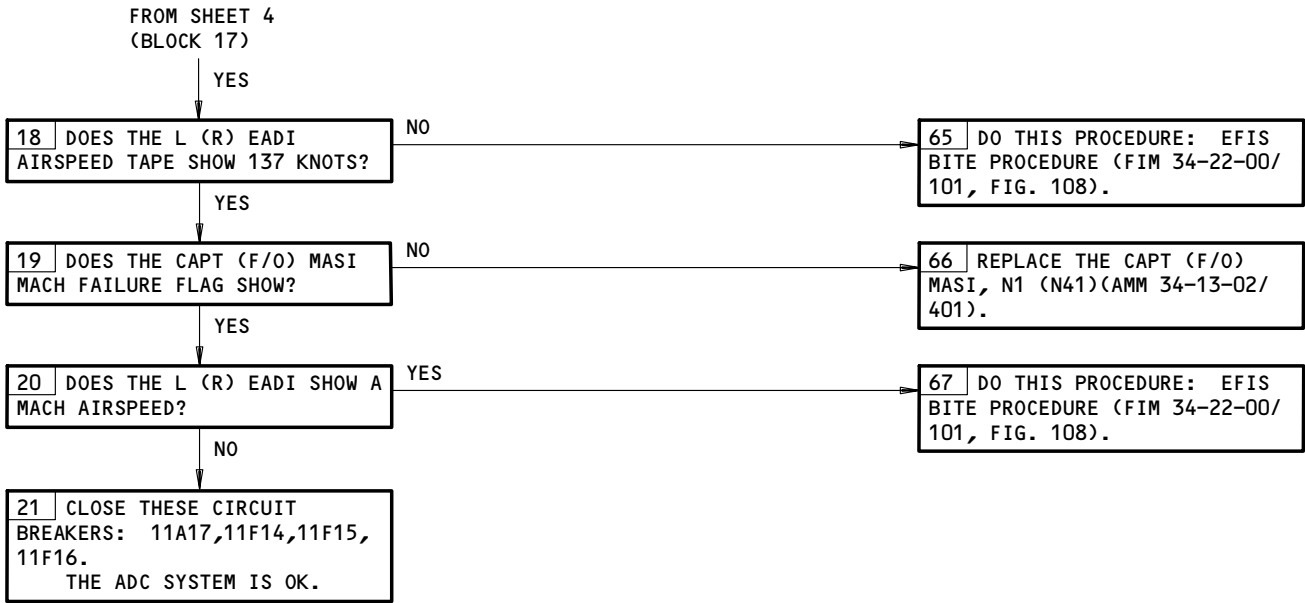 FROM SHEET 4
(BLOCK 17)
YES
18 DOES THE L (R) EADI
AIRSPEED TAPE SHOW 137 KNOTS?
NO
65 DO THIS PROCEDURE: EFIS
BITE PROCEDURE (FIM 34-22-00/
101, FIG. 108).
YES
19 DOES THE CAPT (F/O) MASI
MACH FAILURE FLAG SHOW?
NO
66 REPLACE THE CAPT (F/O)
MASI, N1 (N41)(AMM 34-13-02/
401).
YES
20 DOES THE L (R) EADI SHOW A
MACH AIRSPEED?
YES
67 DO THIS PROCEDURE: EFIS
BITE PROCEDURE (FIM 34-22-00/
101, FIG. 108).
NO
21 CLOSE THESE CIRCUIT
BREAKERS: 11A17,11F14,11F15,
11F16.
THE ADC SYSTEM IS OK.